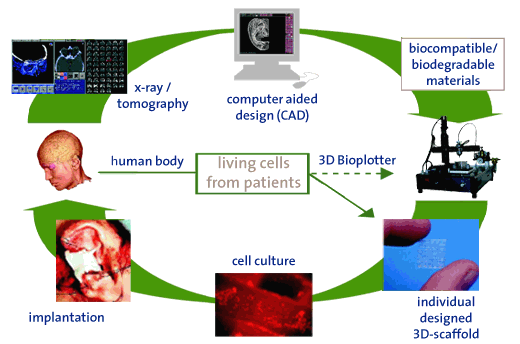 x-ray /
tomography
computer aided
design (CAD)
biocompatible/
biodegradable
materials
human body
living cells
from patients
3D Bioplotter
implantation
cell culture
individual
designed
3D-scaffold